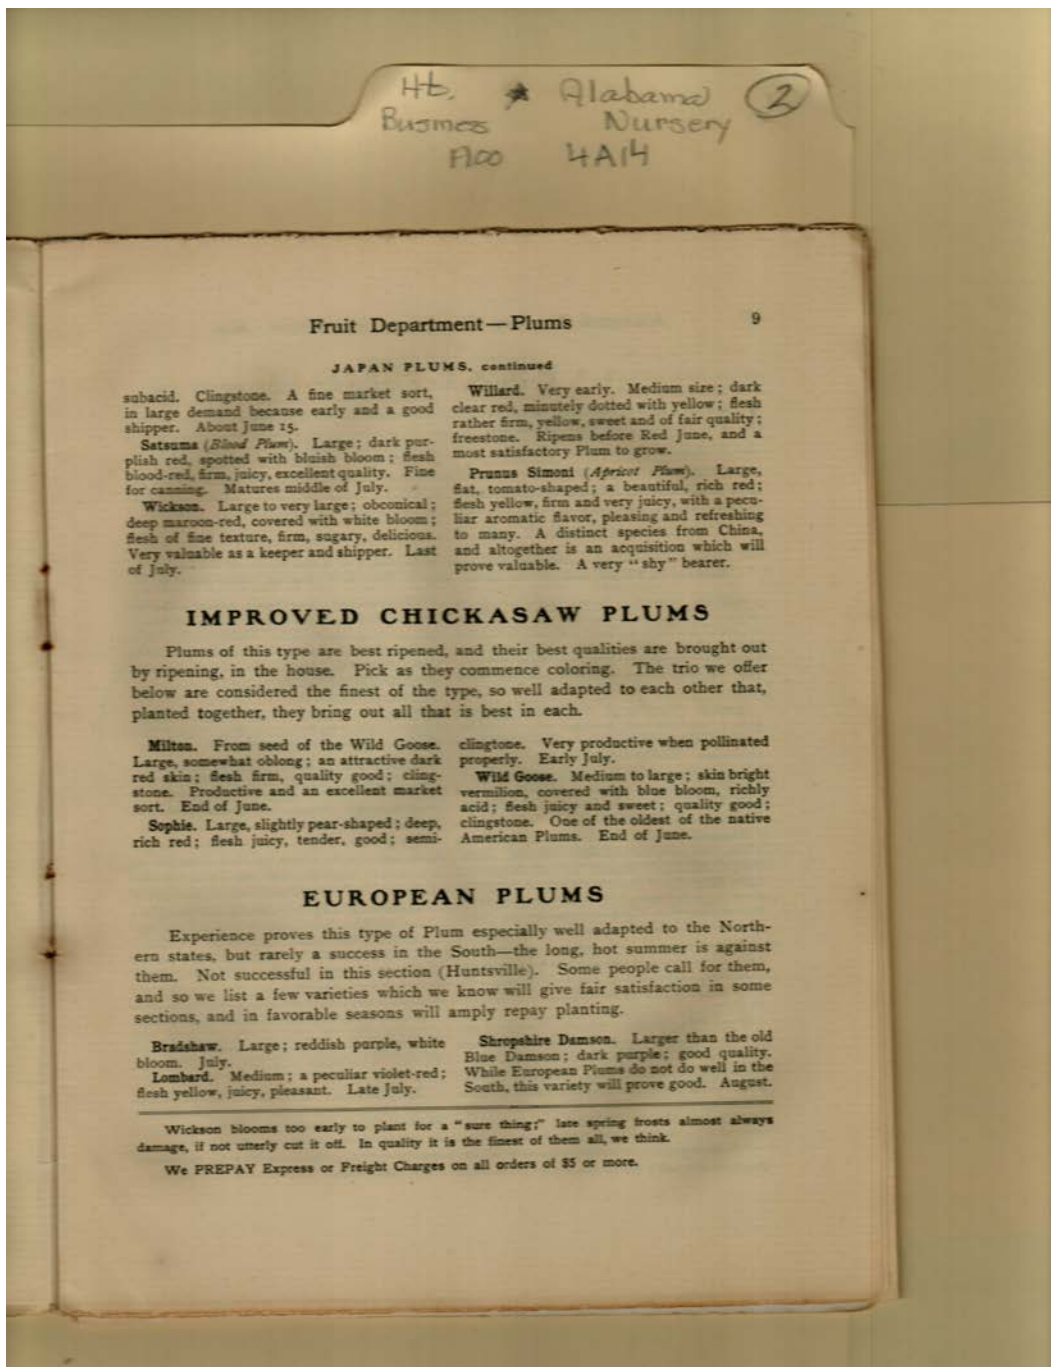 Hb. ★ Alabama ②
Business Nursery
4A14
Fruit Department—Plums 9
JAPAN PLUMS, continued
subacid. Clingstone. A fine market sort,
in large demand because early and a good
shipper. About June 15.
Satsuma (Blood Plum). Large; dark pur-
plish red, spotted with bluish bloom; flesh
blood-red, firm, juicy, excellent quality. Fine
for canning. Matures middle of July.
Wickson. Large to very large; obconical;
deep maroon-red, covered with white bloom;
flesh of fine texture, firm, sugary, delicious.
Very valuable as a keeper and shipper. Last
of July.
Willard. Very early. Medium size; dark
clear red, minutely dotted with yellow; flesh
rather firm, yellow, sweet and of fair quality;
freestone. Ripens before Red June, and a
most satisfactory Plum to grow.
Prunus Simoni (Apricot Plum). Large,
flat, tomato-shaped; a beautiful, rich red;
flesh yellow, firm and very juicy, with a pecu-
liar aromatic flavor, pleasing and refreshing
to many. A distinct species from China,
and altogether is an acquisition which will
prove valuable. A very "shy" bearer.
IMPROVED CHICKASAW PLUMS
Plums of this type are best ripened, and their best qualities are brought out
by ripening, in the house. Pick as they commence coloring. The trio we offer
below are considered the finest of the type, so well adapted to each other that,
planted together, they bring out all that is best in each.
Milton. From seed of the Wild Goose.
Large, somewhat oblong; an attractive dark
red skin; flesh firm, quality good; cling-
stone. Productive and an excellent market
sort. End of June.
Sophie. Large, slightly pear-shaped; deep,
rich red; flesh juicy, tender, good; semi-
clingtone. Very productive when pollinated
properly. Early July.
Wild Goose. Medium to large; skin bright
vermilion, covered with blue bloom, richly
acid; flesh juicy and sweet; quality good;
clingstone. One of the oldest of the native
American Plums. End of June.
EUROPEAN PLUMS
Experience proves this type of Plum especially well adapted to the North-
ern states, but rarely a success in the South—the long, hot summer is against
them. Not successful in this section (Huntsville). Some people call for them,
and so we list a few varieties which we know will give fair satisfaction in some
sections, and in favorable seasons will amply repay planting.
Bradshaw. Large; reddish purple, white
bloom. July.
Lombard. Medium; a peculiar violet-red;
flesh yellow, juicy, pleasant. Late July.
Shropshire Damson. Larger than the old
Blue Damson; dark purple; good quality.
While European Plums do not do well in the
South, this variety will prove good. August.
Wickson blooms too early to plant for a "sure thing;" late spring frosts almost always
damage, if not utterly cut it off. In quality it is the finest of them all, we think.
We PREPAY Express or Freight Charges on all orders of $5 or more.